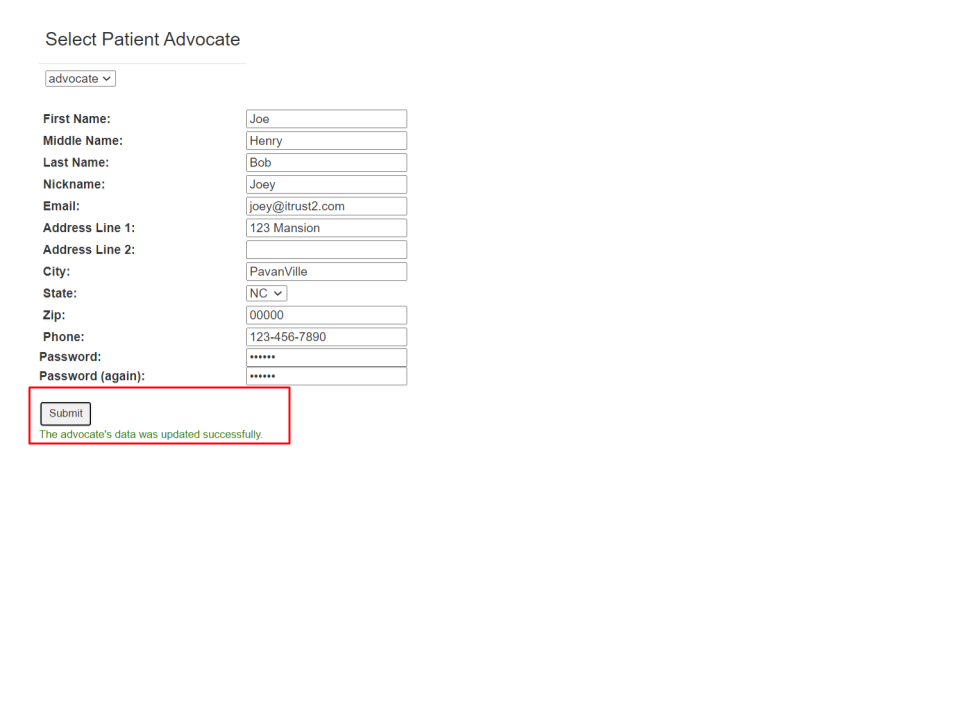 Select Patient Advocate
advocate
First Name: Joe
Middle Name: Henry
Last Name: Bob
Nickname: Joey
Email: joey@itrust2.com
Address Line 1: 123 Mansion
Address Line 2:
City: PavanVille
State: NC
Zip: 00000
Phone: 123-456-7890
Password: ••••••
Password (again): ••••••
Submit
The advocate's data was updated successfully.